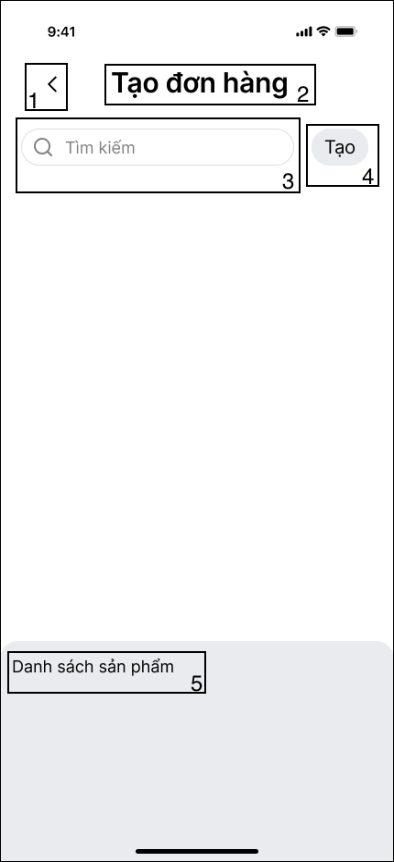 9:41
1
Tạo đơn hàng 2
Tìm kiếm 3
Tạo 4
Danh sách sản phẩm 5